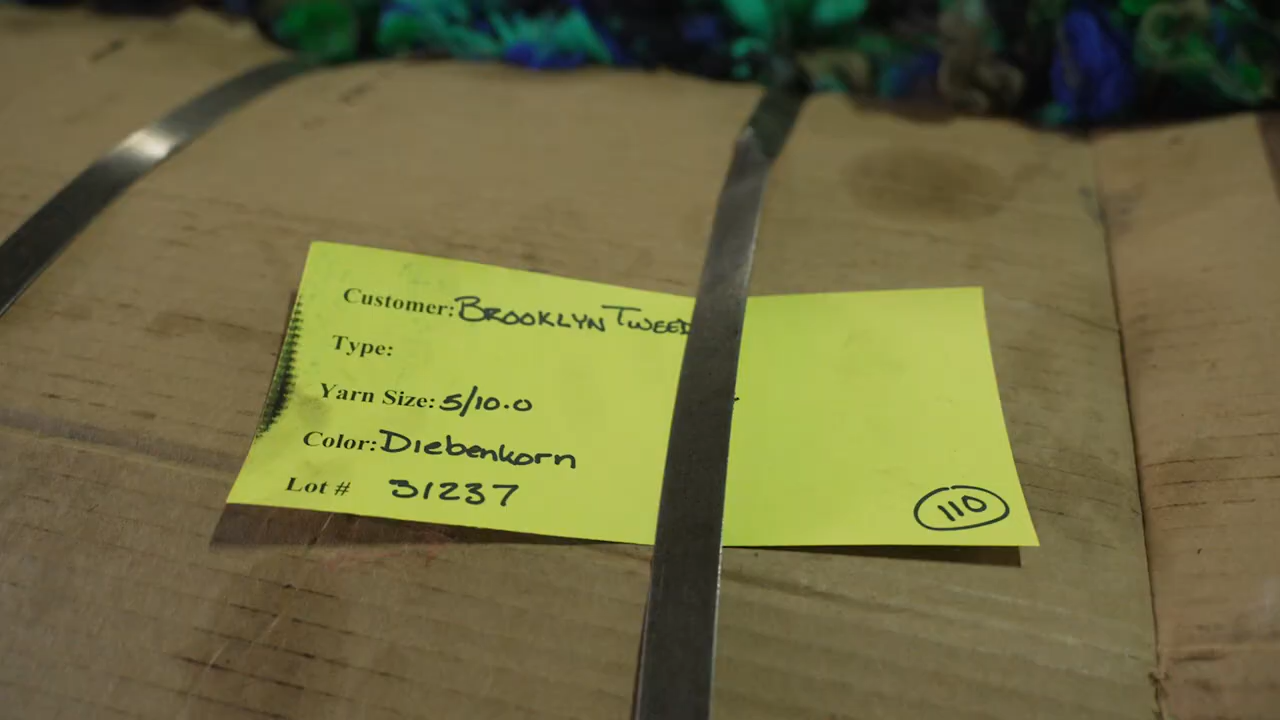 Customer: BROOKLYN TWEED
Type:
Yarn Size: 5/10.0
Color: Diebenkorn
Lot # 31237
110